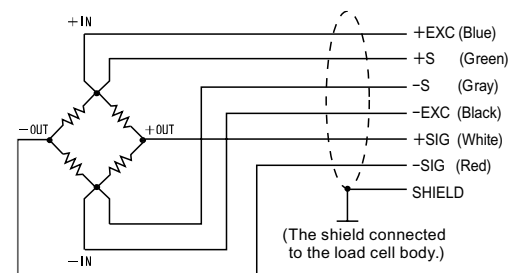 +IN
+EXC (Blue)
+S (Green)
-S (Gray)
-EXC (Black)
-OUT
+OUT
+SIG (White)
-SIG (Red)
SHIELD
(The shield connected
to the load cell body.)
-IN